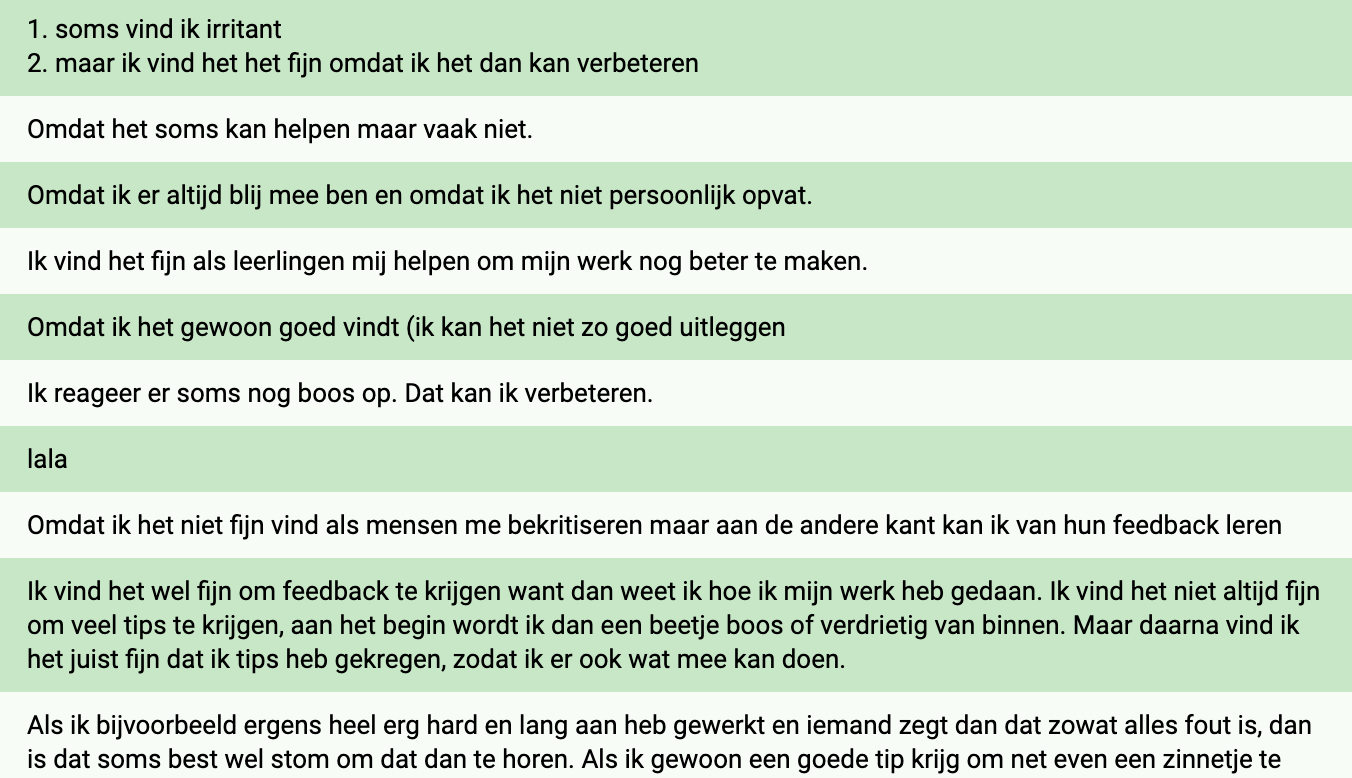 1. soms vind ik irritant
2. maar ik vind het het fijn omdat ik het dan kan verbeteren
Omdat het soms kan helpen maar vaak niet.
Omdat ik er altijd blij mee ben en omdat ik het niet persoonlijk opvat.
Ik vind het fijn als leerlingen mij helpen om mijn werk nog beter te maken.
Omdat ik het gewoon goed vindt (ik kan het niet zo goed uitleggen
Ik reageer er soms nog boos op. Dat kan ik verbeteren.
lala
Omdat ik het niet fijn vind als mensen me bekritiseren maar aan de andere kant kan ik van hun feedback leren
Ik vind het wel fijn om feedback te krijgen want dan weet ik hoe ik mijn werk heb gedaan. Ik vind het niet altijd fijn
om veel tips te krijgen, aan het begin wordt ik dan een beetje boos of verdrietig van binnen. Maar daarna vind ik
het juist fijn dat ik tips heb gekregen, zodat ik er ook wat mee kan doen.
Als ik bijvoorbeeld ergens heel erg hard en lang aan heb gewerkt en iemand zegt dan dat zowat alles fout is, dan
is dat soms best wel stom om dat dan te horen. Als ik gewoon een goede tip krijg om net even een zinnetje te